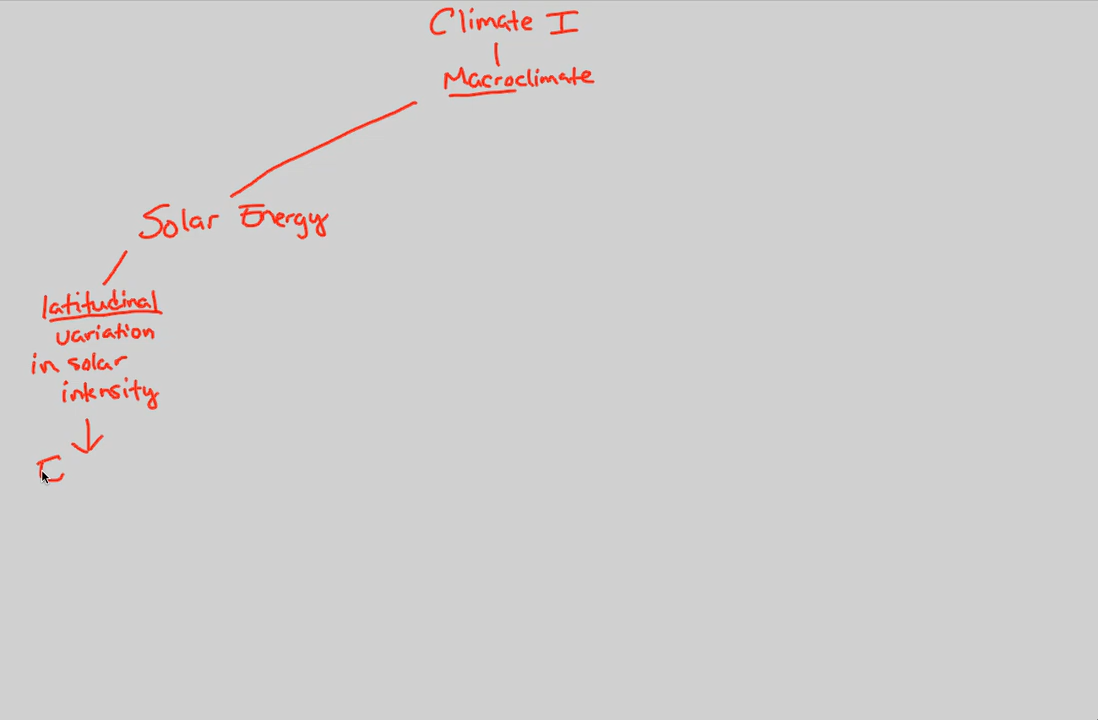 Climate I
Macroclimate
Solar Energy
latitudinal
variation
in solar
intensity